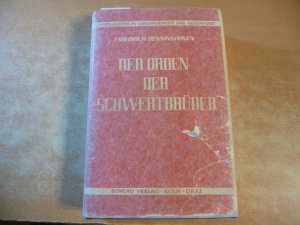 FRIEDRICH BENNINGHOVEN
DER ORDEN
DER
SCHWERTBRÜDER
BÖHLAU VERLAG · KÖLN · GRAZ